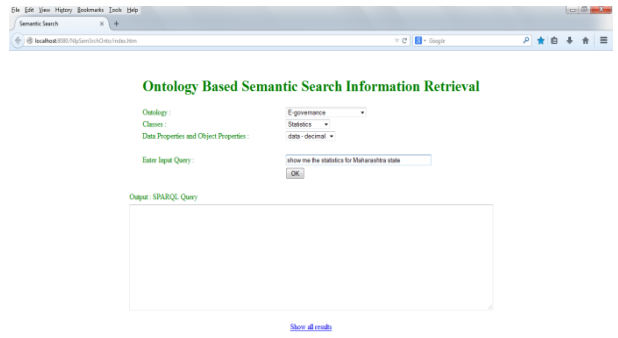 File Edit View History Bookmarks Tools Help
Semantic Search × +
localhost:8080/NlpSemSrchOnto/index.htm Google
Ontology Based Semantic Search Information Retrieval
Ontology : E-governance
Classes : Statistics
Data Properties and Object Properties : data - decimal
Enter Input Query : show me the statistics for Maharashtra state
OK
Output : SPARQL Query
Show all results